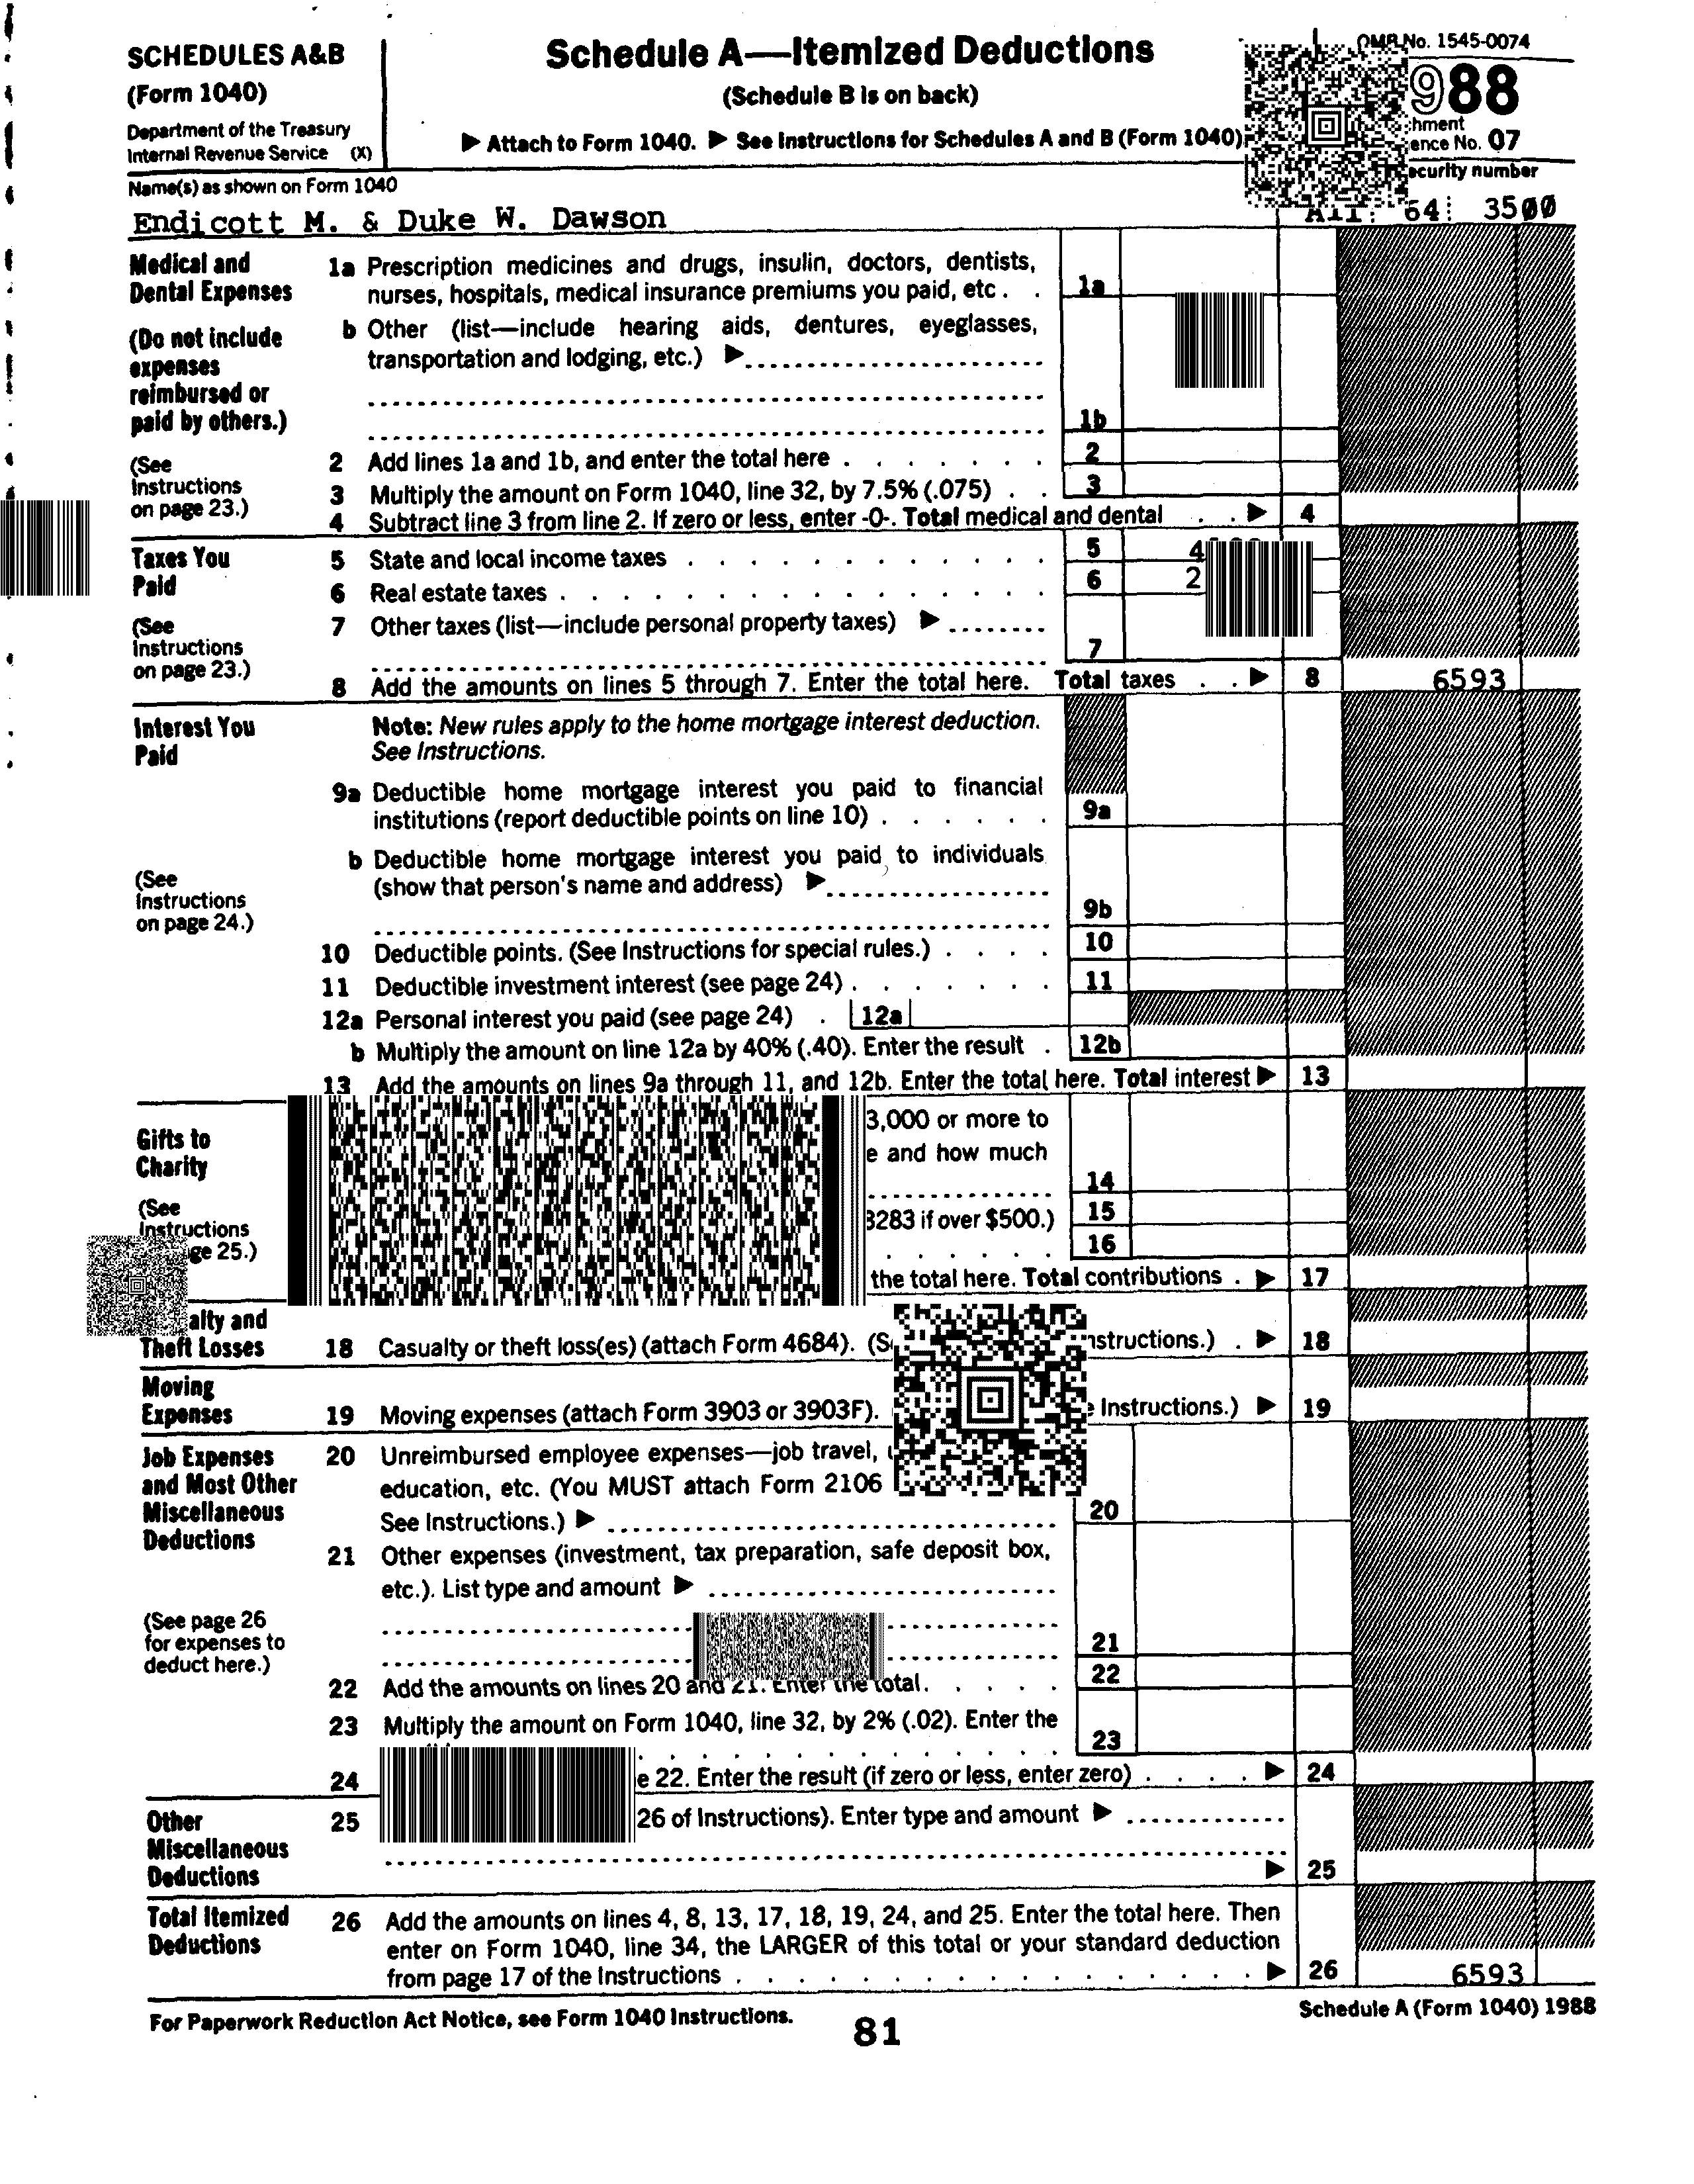 SCHEDULES A&B
(Form 1040)
Department of the Treasury
Internal Revenue Service (X)
Schedule A—Itemized Deductions
(Schedule B is on back)
▶ Attach to Form 1040. ▶ See Instructions for Schedules A and B (Form 1040)
OMB No. 1545-0074
988
hment
ence No. 07
Name(s) as shown on Form 1040
ecurity number
Endicott M. & Duke W. Dawson
64 3500
Medical and
Dental Expenses
(Do not include
expenses
reimbursed or
paid by others.)
(See
Instructions
on page 23.)
1a Prescription medicines and drugs, insulin, doctors, dentists,
nurses, hospitals, medical insurance premiums you paid, etc . . 1a
b Other (list—include hearing aids, dentures, eyeglasses,
transportation and lodging, etc.) ▶
1b
2 Add lines 1a and 1b, and enter the total here . . . . . . . 2
3 Multiply the amount on Form 1040, line 32, by 7.5% (.075) . . 3
4 Subtract line 3 from line 2. If zero or less, enter -0-. Total medical and dental . . ▶ 4
Taxes You
Paid
(See
Instructions
on page 23.)
5 State and local income taxes . . . . . . . . . . . . 5 4
6 Real estate taxes . . . . . . . . . . . . . . . . 6 2
7 Other taxes (list—include personal property taxes) ▶
7
8 Add the amounts on lines 5 through 7. Enter the total here. Total taxes . . ▶ 8 6593
Interest You
Paid
(See
Instructions
on page 24.)
Note: New rules apply to the home mortgage interest deduction.
See Instructions.
9a Deductible home mortgage interest you paid to financial
institutions (report deductible points on line 10) . . . . . . 9a
b Deductible home mortgage interest you paid to individuals
(show that person's name and address) ▶
9b
10 Deductible points. (See Instructions for special rules.) . . . . 10
11 Deductible investment interest (see page 24) . . . . . . . 11
12a Personal interest you paid (see page 24) . 12a
b Multiply the amount on line 12a by 40% (.40). Enter the result . 12b
13 Add the amounts on lines 9a through 11, and 12b. Enter the total here. Total interest ▶ 13
Gifts to
Charity
(See
Instructions
ge 25.)
3,000 or more to
e and how much
14
8283 if over $500.) 15
16
the total here. Total contributions . ▶ 17
alty and
Theft Losses
18 Casualty or theft loss(es) (attach Form 4684). (S nstructions.) . ▶ 18
Moving
Expenses
19 Moving expenses (attach Form 3903 or 3903F). e Instructions.) ▶ 19
Job Expenses
and Most Other
Miscellaneous
Deductions
(See page 26
for expenses to
deduct here.)
20 Unreimbursed employee expenses—job travel,
education, etc. (You MUST attach Form 2106
See Instructions.) ▶ 20
21 Other expenses (investment, tax preparation, safe deposit box,
etc.). List type and amount ▶
21
22 Add the amounts on lines 20 and 21. Enter the total. . . . . 22
23 Multiply the amount on Form 1040, line 32, by 2% (.02). Enter the
23
24 e 22. Enter the result (if zero or less, enter zero) . . . . ▶ 24
Other
Miscellaneous
Deductions
25 26 of Instructions). Enter type and amount ▶
▶ 25
Total Itemized
Deductions
26 Add the amounts on lines 4, 8, 13, 17, 18, 19, 24, and 25. Enter the total here. Then
enter on Form 1040, line 34, the LARGER of this total or your standard deduction
from page 17 of the Instructions . . . . . . . . . . . . . . . . . ▶ 26 6593
For Paperwork Reduction Act Notice, see Form 1040 Instructions.
Schedule A (Form 1040) 1988
81